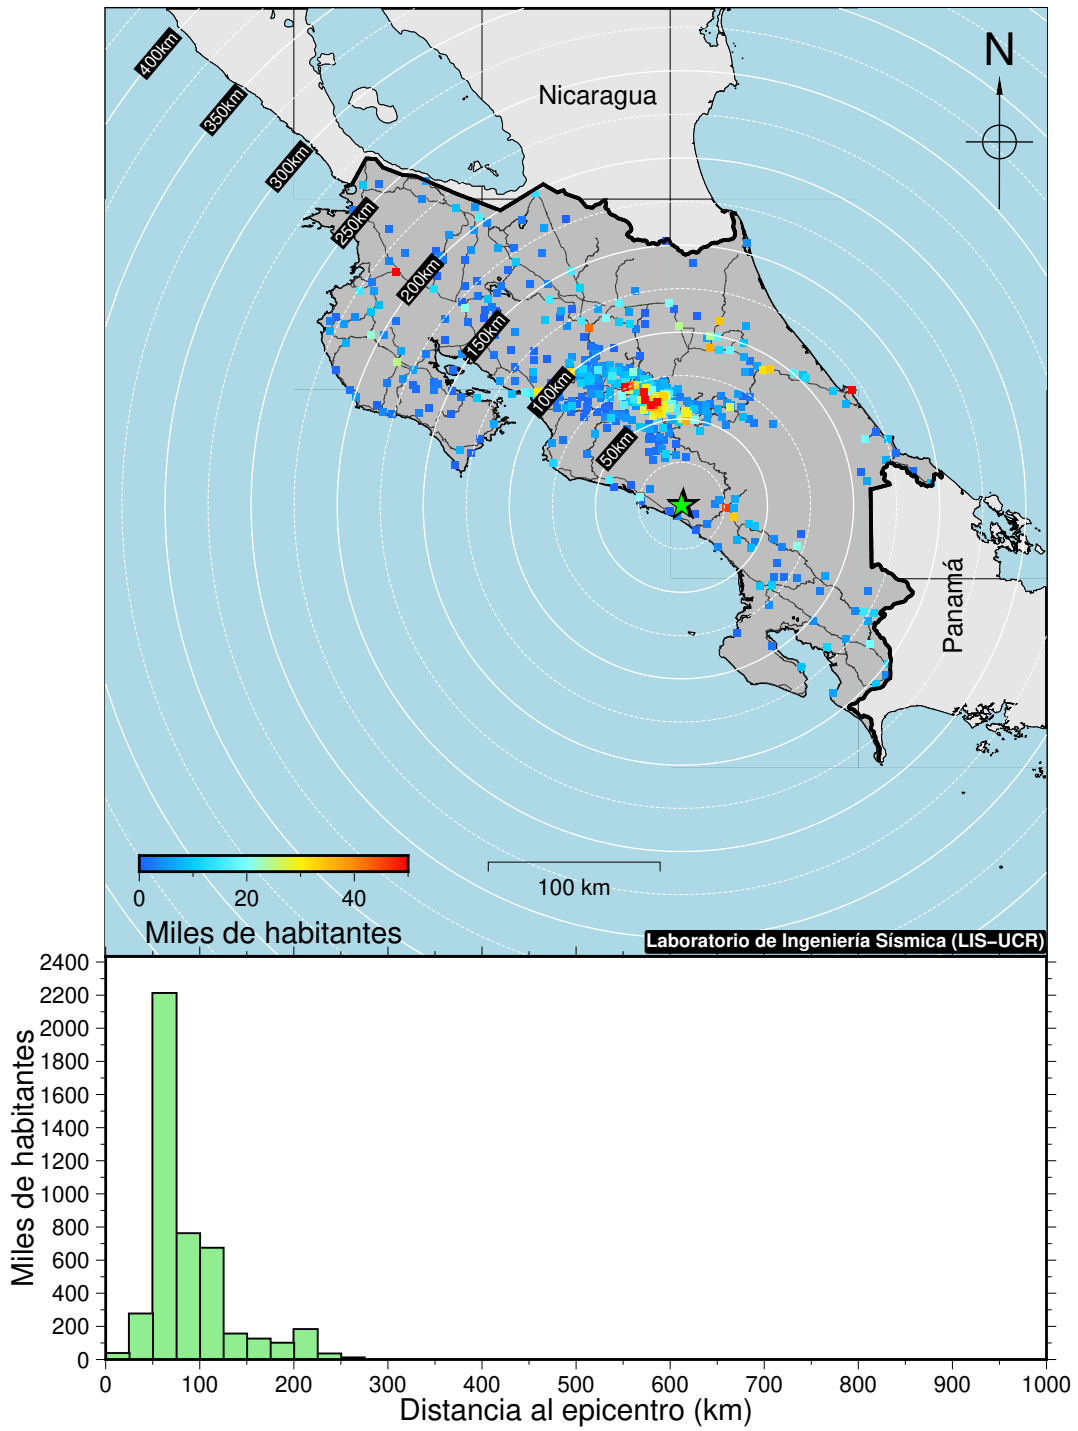 N
Nicaragua
400km
350km
300km
250km
200km
150km
100km
50km
Panamá
0 20 40
Miles de habitantes
100 km
Laboratorio de Ingeniería Sísmica (LIS−UCR)
2400
2200
2000
1800
1600
1400
1200
1000
800
600
400
200
0
Miles de habitantes
0 100 200 300 400 500 600 700 800 900 1000
Distancia al epicentro (km)